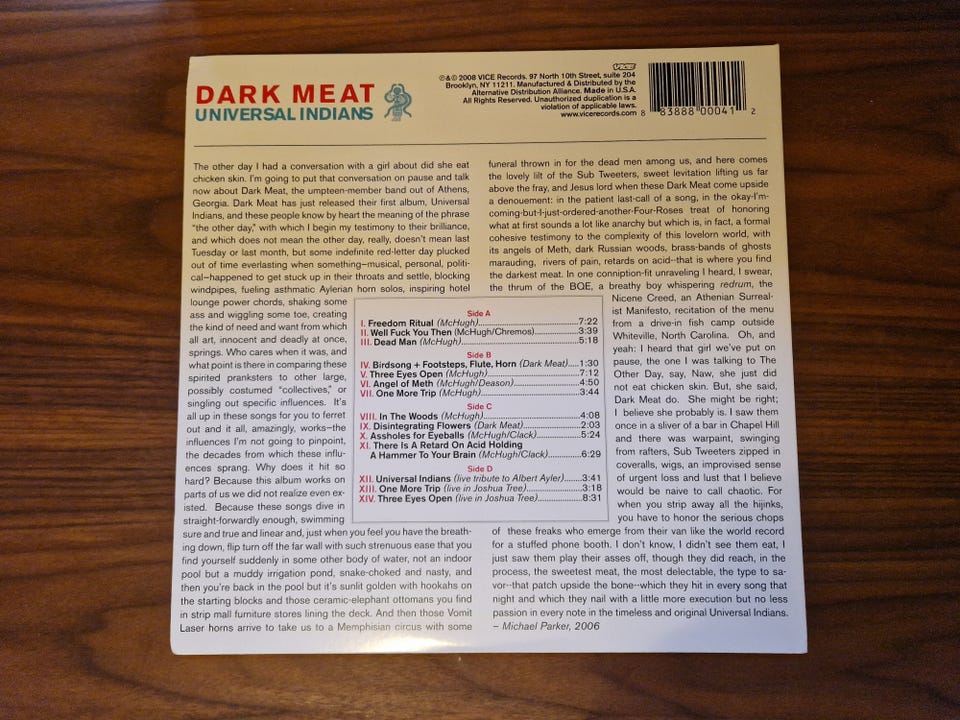 DARK MEAT
UNIVERSAL INDIANS
VICE
℗&© 2008 VICE Records. 97 North 10th Street, suite 204
Brooklyn, NY 11211. Manufactured & Distributed by the
Alternative Distribution Alliance. Made in U.S.A.
All Rights Reserved. Unauthorized duplication is a
violation of applicable laws.
www.vicerecords.com
8 83888 00041 2
The other day I had a conversation with a girl about did she eat
chicken skin. I'm going to put that conversation on pause and talk
now about Dark Meat, the umpteen-member band out of Athens,
Georgia. Dark Meat has just released their first album, Universal
Indians, and these people know by heart the meaning of the phrase
"the other day," with which I begin my testimony to their brilliance,
and which does not mean the other day, really, doesn't mean last
Tuesday or last month, but some indefinite red-letter day plucked
out of time everlasting when something--musical, personal, politi-
cal--happened to get stuck up in their throats and settle, blocking
windpipes, fueling asthmatic Aylerian horn solos, inspiring hotel
lounge power chords, shaking some
ass and wiggling some toe, creating
the kind of need and want from which
all art, innocent and deadly at once,
springs. Who cares when it was, and
what point is there in comparing these
spirited pranksters to other large,
possibly costumed "collectives," or
singling out specific influences. It's
all up in these songs for you to ferret
out and it all, amazingly, works--the
influences I'm not going to pinpoint,
the decades from which these influ-
ences sprang. Why does it hit so
hard? Because this album works on
parts of us we did not realize even ex-
isted. Because these songs dive in
straight-forwardly enough, swimming
sure and true and linear and, just when you feel you have the breath-
ing down, flip turn off the far wall with such strenuous ease that you
find yourself suddenly in some other body of water, not an indoor
pool but a muddy irrigation pond, snake-choked and nasty, and
then you're back in the pool but it's sunlit golden with hookahs on
the starting blocks and those ceramic-elephant ottomans you find
in strip mall furniture stores lining the deck. And then those Vomit
Laser horns arrive to take us to a Memphisian circus with some
funeral thrown in for the dead men among us, and here comes
the lovely lilt of the Sub Tweeters, sweet levitation lifting us far
above the fray, and Jesus lord when these Dark Meat come upside
a denouement: in the patient-last-call of a song, in the okay-I'm-
coming-but-I-just-ordered-another-Four-Roses treat of honoring
what at first sounds a lot like anarchy but which is, in fact, a formal
cohesive testimony to the complexity of this lovelorn world, with
its angels of Meth, dark Russian woods, brass-bands of ghosts
marauding, rivers of pain, retards on acid--that is where you find
the darkest meat. In one conniption-fit unraveling I heard, I swear,
the thrum of the BQE, a breathy boy whispering redrum, the
Nicene Creed, an Athenian Surreal-
ist Manifesto, recitation of the menu
from a drive-in fish camp outside
Whiteville, North Carolina. Oh, and
yeah: I heard that girl we've put on
pause, the one I was talking to The
Other Day, say, Naw, she just did
not eat chicken skin. But, she said,
Dark Meat do. She might be right;
I believe she probably is. I saw them
once in a sliver of a bar in Chapel Hill
and there was warpaint, swinging
from rafters, Sub Tweeters zipped in
coveralls, wigs, an improvised sense
of urgent loss and lust that I believe
would be naive to call chaotic. For
when you strip away all the hijinks,
you have to honor the serious chops
of these freaks who emerge from their van like the world record
for a stuffed phone booth. I don't know, I didn't see them eat, I
just saw them play their asses off, though they did reach, in the
process, the sweetest meat, the most delectable, the type to sa-
vor--that patch upside the bone--which they hit in every song that
night and which they nail with a little more execution but no less
passion in every note in the timeless and original Universal Indians.
– Michael Parker, 2006
Side A
I. Freedom Ritual (McHugh)...7:22
II. Well Fuck You Then (McHugh/Chremos)...3:39
III. Dead Man (McHugh)...5:18
Side B
IV. Birdsong + Footsteps, Flute, Horn (Dark Meat)...1:30
V. Three Eyes Open (McHugh)...7:12
VI. Angel of Meth (McHugh/Deason)...4:50
VII. One More Trip (McHugh)...3:44
Side C
VIII. In The Woods (McHugh)...4:08
IX. Disintegrating Flowers (Dark Meat)...2:03
X. Assholes for Eyeballs (McHugh/Clack)...5:24
XI. There Is A Retard On Acid Holding
A Hammer To Your Brain (McHugh/Clack)...6:29
Side D
XII. Universal Indians (live tribute to Albert Ayler)...3:41
XIII. One More Trip (live in Joshua Tree)...3:18
XIV. Three Eyes Open (live in Joshua Tree)...8:31